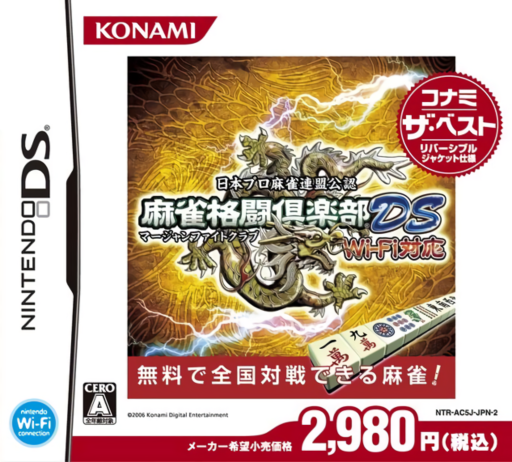 KONAMI
コナミ
ザ・ベスト
リバーシブル
ジャケット仕様
NINTENDO DS
日本プロ麻雀連盟公認
麻雀格闘倶楽部DS
マージャンファイトクラブ
Wi-Fi対応
一萬
九萬
無料で全国対戦できる麻雀!
CERO
A
全年齢対象
©2006 Konami Digital Entertainment
NTR-AC5J-JPN-2
nintendo
Wi-Fi
connection
メーカー希望小売価格
2,980円(税込)